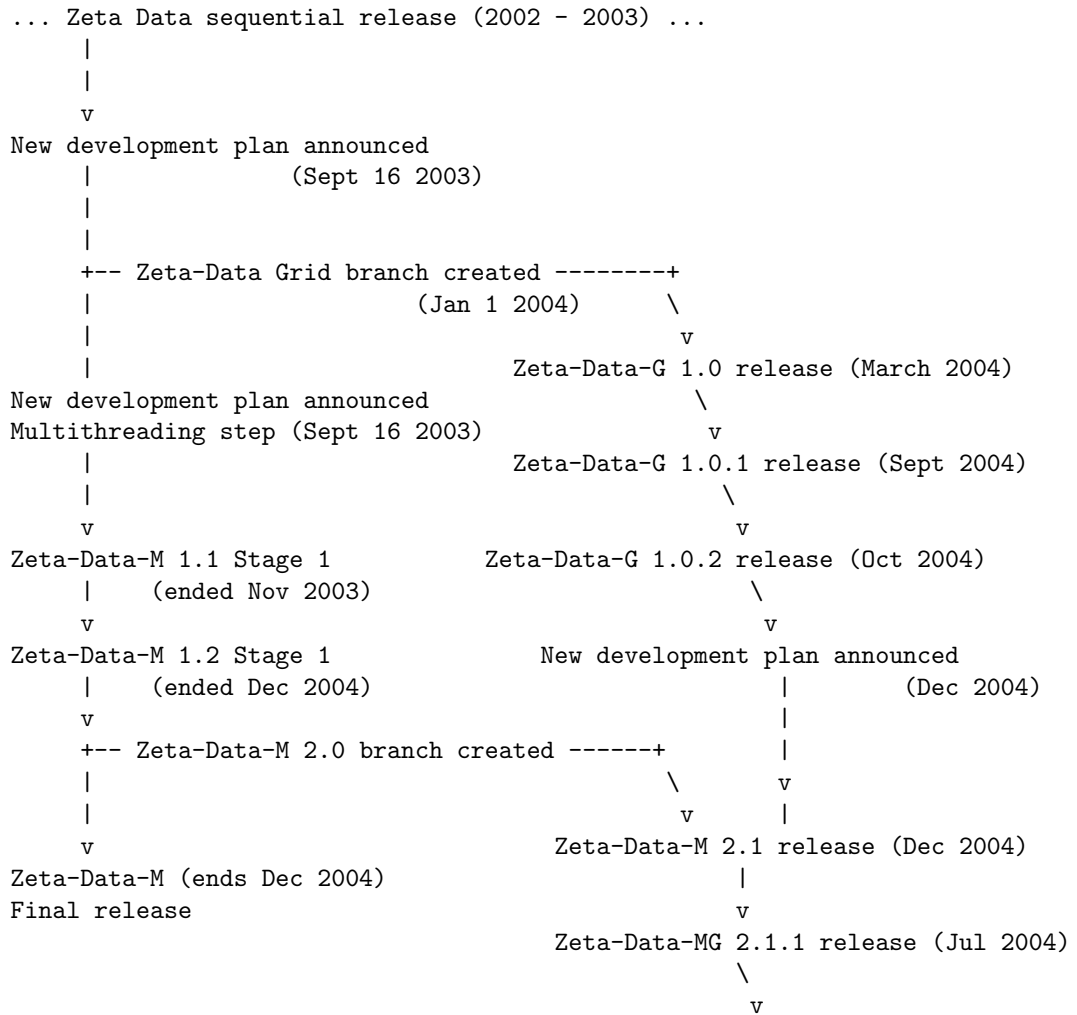 ... Zeta Data sequential release (2002 - 2003) ...
|
|
v
New development plan announced
| (Sept 16 2003)
|
|
+-- Zeta-Data Grid branch created --------+
| (Jan 1 2004) \
| v
| Zeta-Data-G 1.0 release (March 2004)
New development plan announced \
Multithreading step (Sept 16 2003) v
| Zeta-Data-G 1.0.1 release (Sept 2004)
| \
v v
Zeta-Data-M 1.1 Stage 1 Zeta-Data-G 1.0.2 release (Oct 2004)
| (ended Nov 2003) \
v v
Zeta-Data-M 1.2 Stage 1 New development plan announced
| (ended Dec 2004) | (Dec 2004)
v |
+-- Zeta-Data-M 2.0 branch created ------+ |
| \ v
| v |
v Zeta-Data-M 2.1 release (Dec 2004)
Zeta-Data-M (ends Dec 2004) |
Final release v
Zeta-Data-MG 2.1.1 release (Jul 2004)
\
v